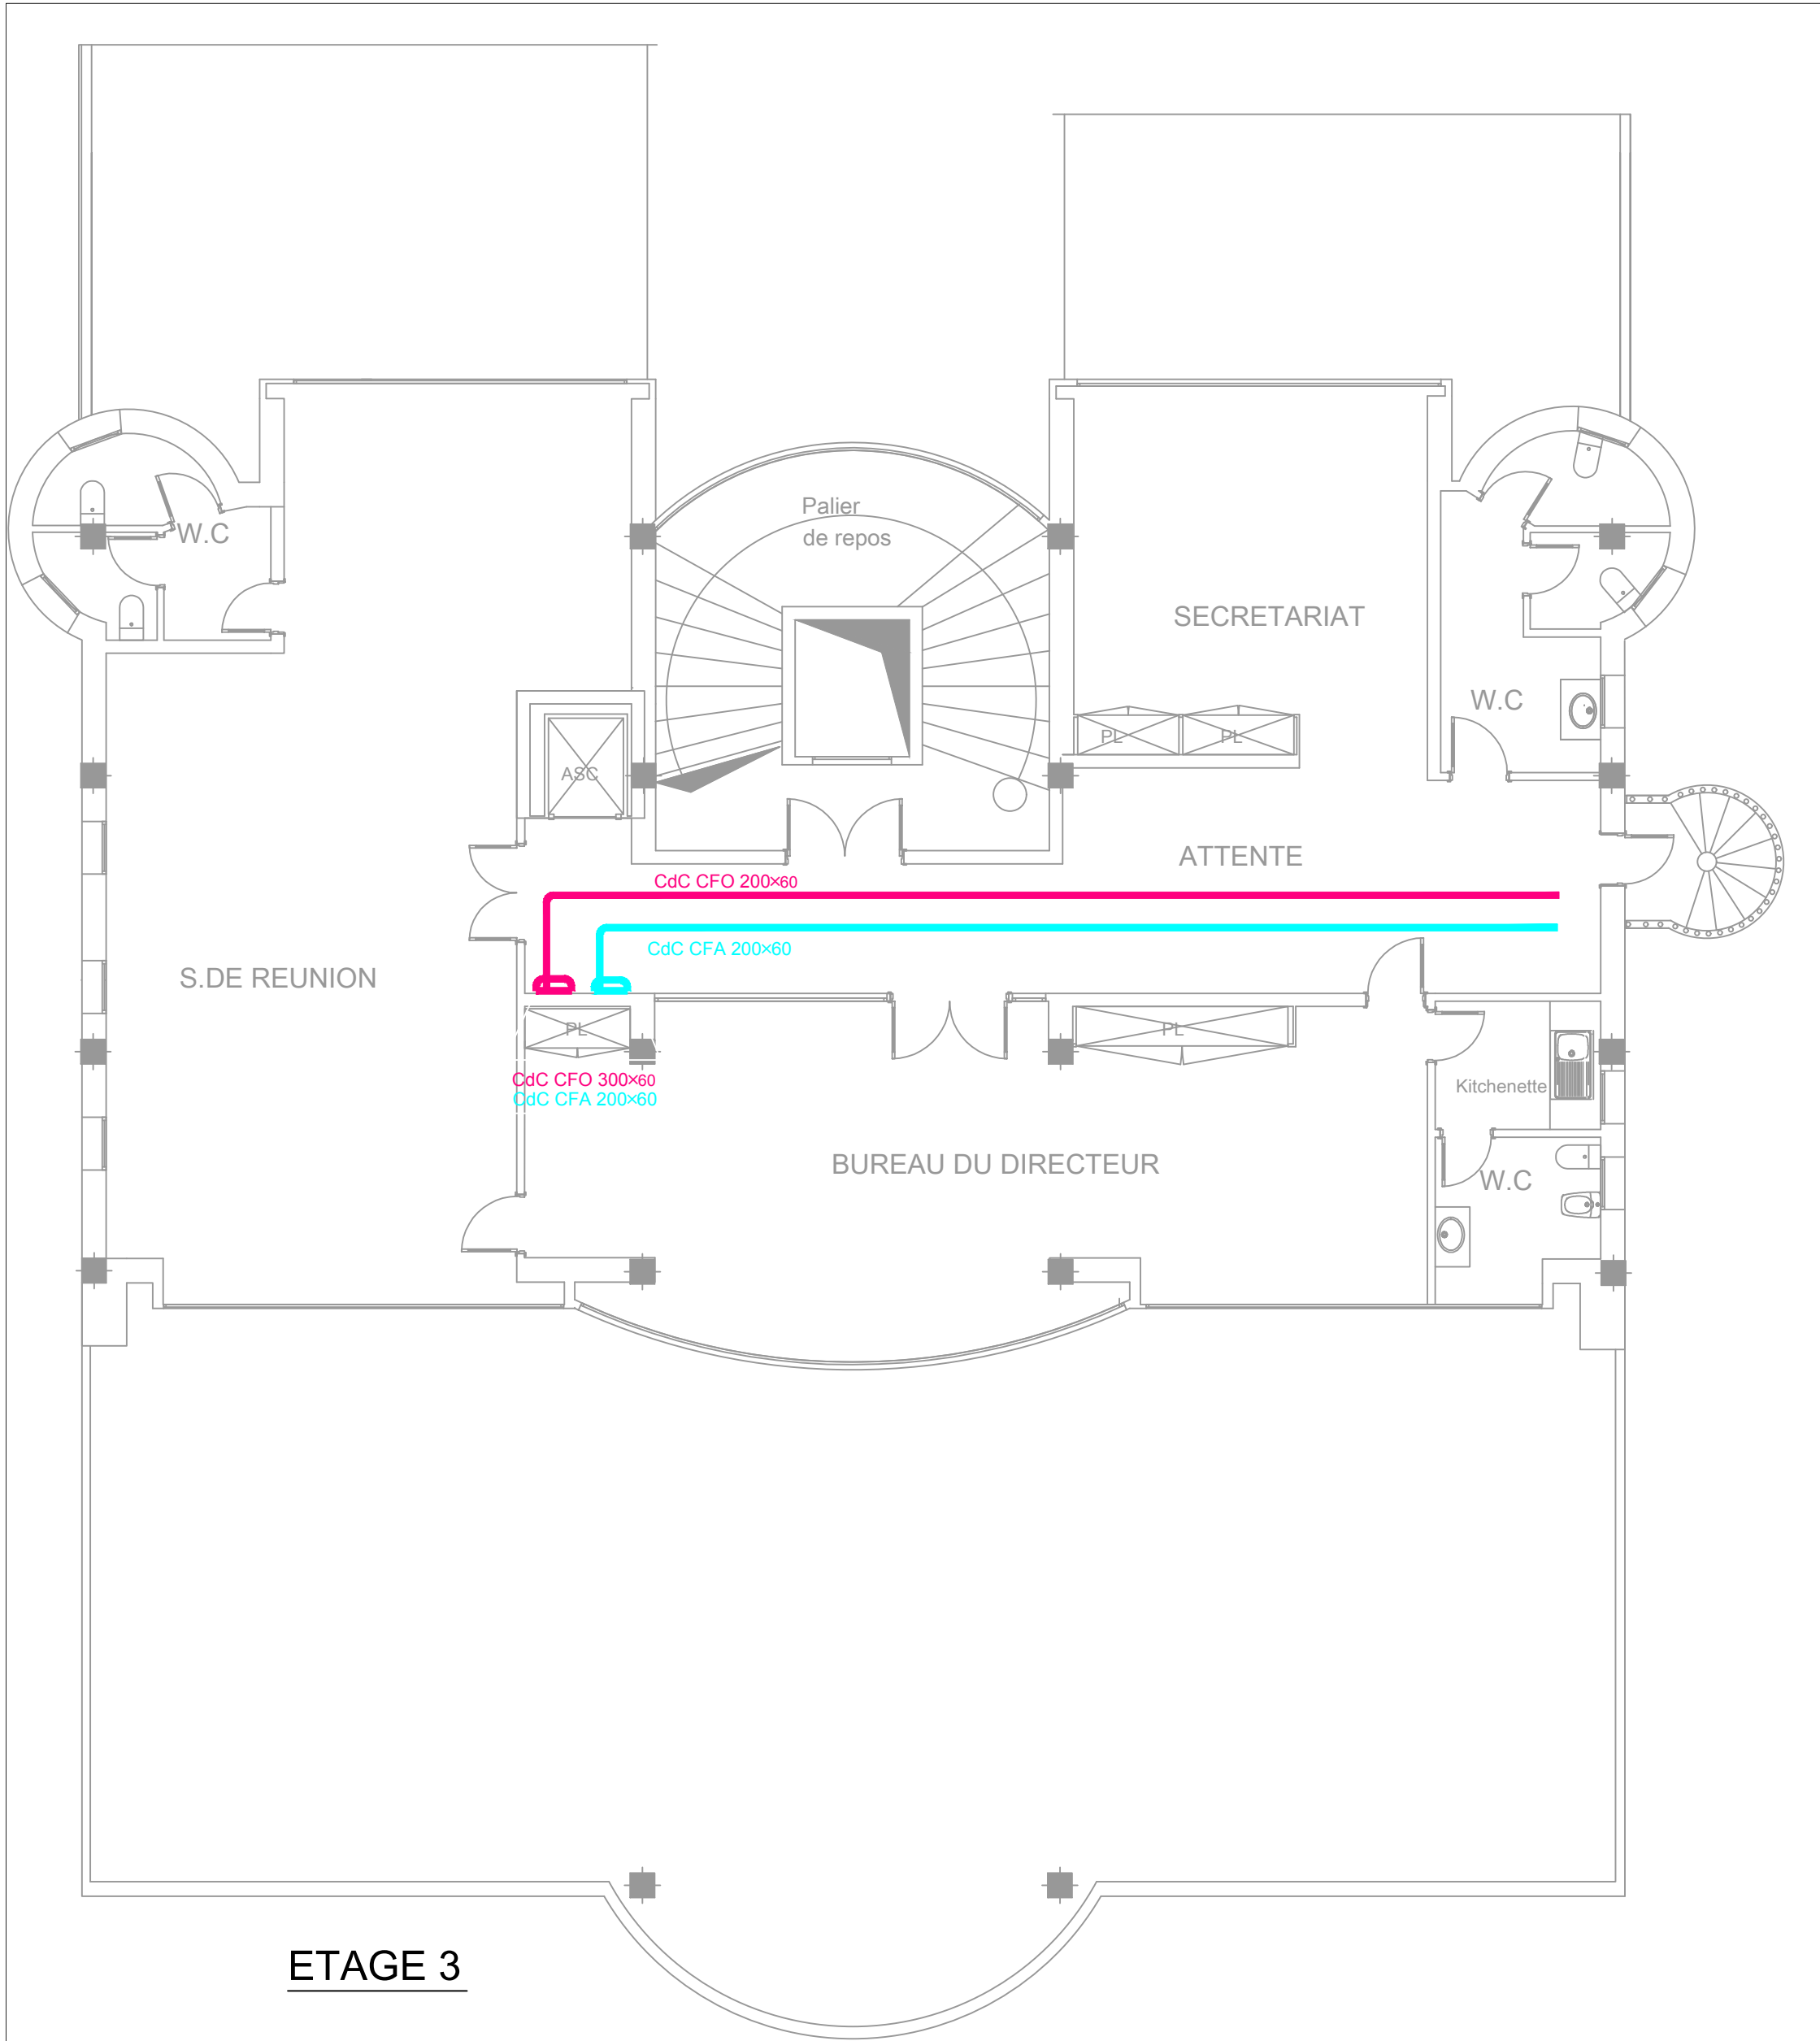 Palier
de repos
W.C
SECRETARIAT
W.C
PL
PL
ASC
ATTENTE
CdC CFO 200×60
CdC CFA 200×60
S.DE REUNION
PL
PL
CdC CFO 300×60
CdC CFA 200×60
Kitchenette
BUREAU DU DIRECTEUR
W.C
ETAGE 3